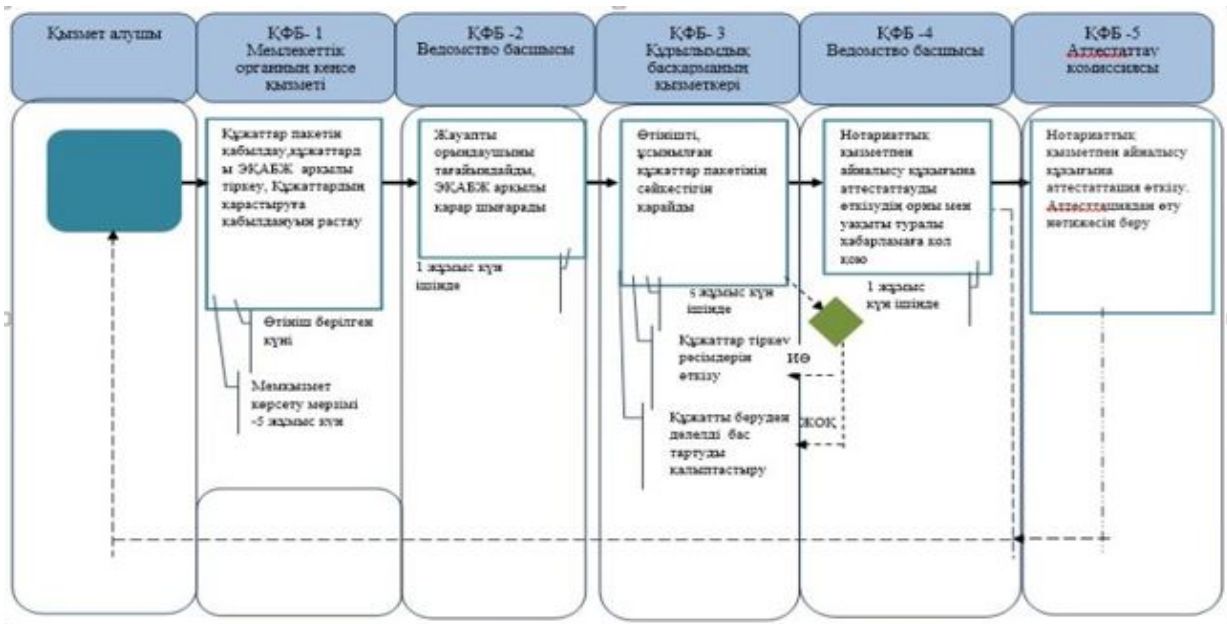 Қызмет алушы
ҚФБ- 1
Мемлекеттік
органның кеңсе
қызметі
ҚФБ -2
Ведомство басшысы
ҚФБ- 3
Құрылымдық
басқарманың
қызметкері
ҚФБ -4
Ведомство басшысы
ҚФБ -5
Аттестаттау
комиссиясы
Құжаттар пакетін
қабылдау,құжаттард
ы ЭҚАБЖ арқылы
тіркеу, Құжаттардың
қарастыруға
қабылдануын растау
Өтініш берілген
күні
Мемқызмет
көрсету мерзімі
-5 жұмыс күн
Жауапты
орындаушыны
тағайындайды,
ЭҚАБЖ арқылы
қарар шығарады
1 жұмыс күн
ішінде
Өтінішті,
ұсынылған
құжаттар пакетінің
сәйкестігін
қарайды
5 жұмыс күн
ішінде
Құжаттар тіркеу
рәсімдерін
өткізу
Құжатты беруден
дәлелді бас
тартуды
қалыптастыру
ИӘ
ЖОҚ
Нотариаттық
қызметпен
айналысу құқығына
аттестаттауды
өткізудің орны мен
уақыты туралы
хабарламаға қол
қою
1 жұмыс
күн ішінде
Нотариаттық
қызметпен айналысу
құқығына
аттестаттация өткізу.
Аттесттациядан өту
нәтижесін беру